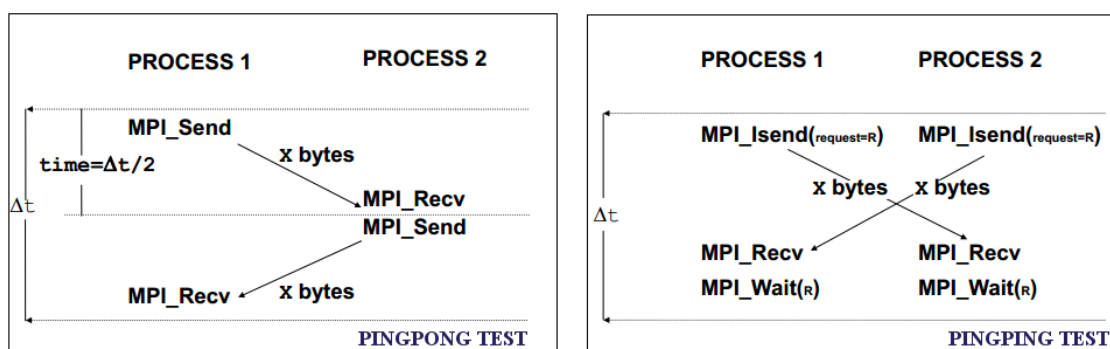 PROCESS 1 PROCESS 2
MPI_Send
time=Δt/2
X bytes
MPI_Recv
Δt
MPI_Send
MPI_Recv
X bytes
PINGPONG TEST
PROCESS 1 PROCESS 2
MPI_Isend(request=R) MPI_Isend(request=R)
X bytes X bytes
Δt
MPI_Recv MPI_Recv
MPI_Wait(R) MPI_Wait(R)
PINGPING TEST